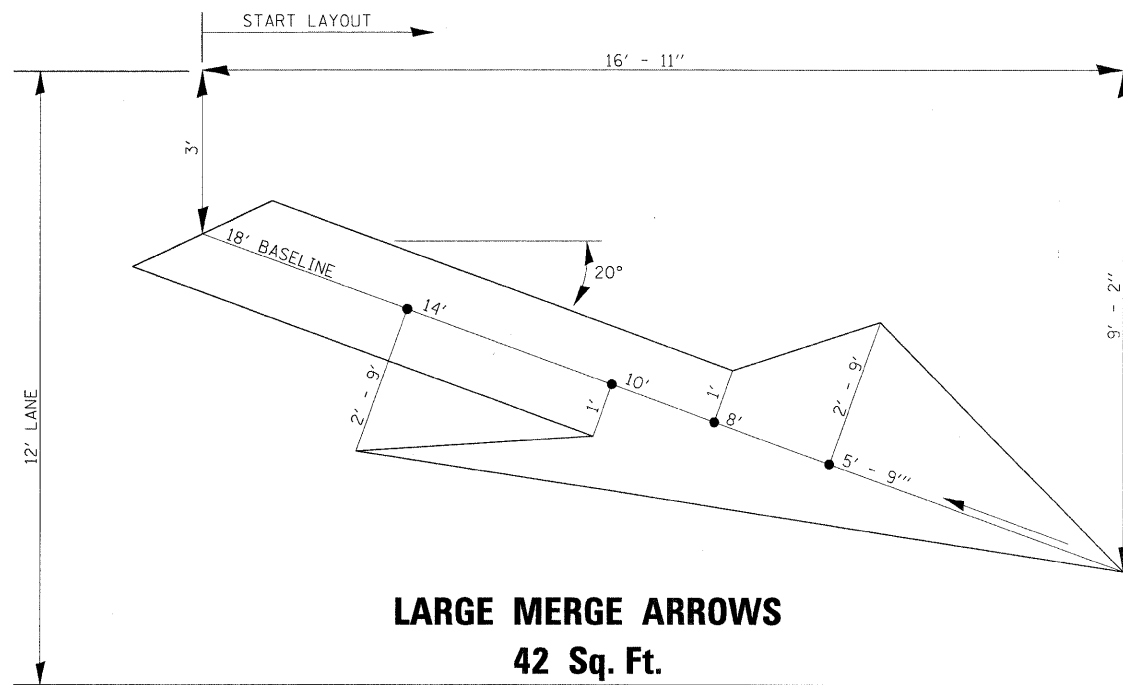 START LAYOUT
16' - 11"
3'
18' BASELINE
20°
14'
9' - 2"
2' - 9'
10'
1'
1'
8'
2' - 9'
5' - 9'"
12' LANE
LARGE MERGE ARROWS
42 Sq. Ft.